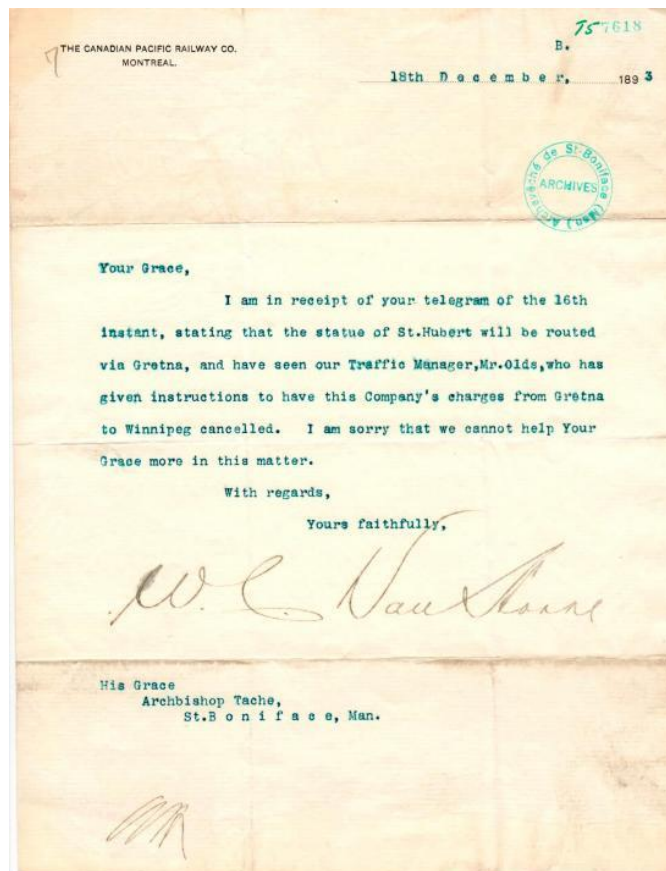 T57618
B.
THE CANADIAN PACIFIC RAILWAY CO.
MONTREAL.
18th December, 1893
Archevêché de St-Boniface (Man)
ARCHIVES
Your Grace,
I am in receipt of your telegram of the 16th
instant, stating that the statue of St.Hubert will be routed
via Gretna, and have seen our Traffic Manager,Mr.Olds,who has
given instructions to have this Company's charges from Gretna
to Winnipeg cancelled. I am sorry that we cannot help Your
Grace more in this matter.
With regards,
Yours faithfully,
W. C. Van Horne
His Grace
Archbishop Tache,
St.Boniface, Man.